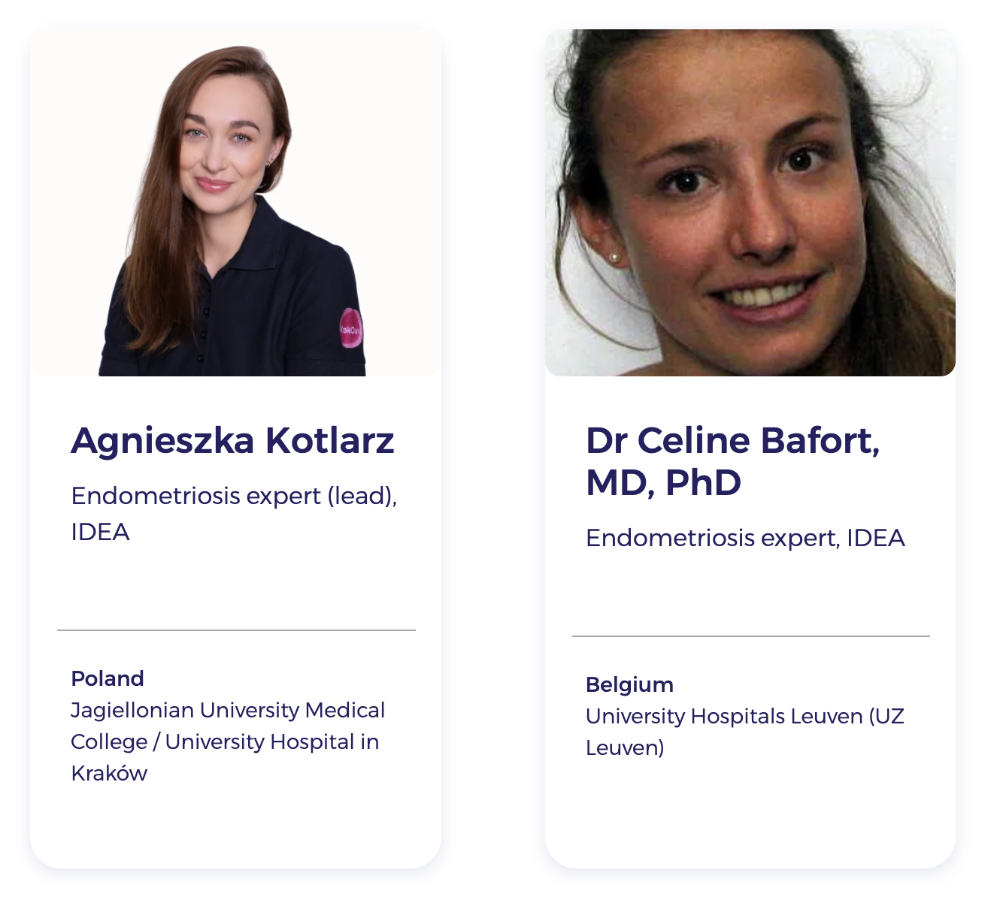 Agnieszka Kotlarz
Endometriosis expert (lead),
IDEA
Poland
Jagiellonian University Medical
College / University Hospital in
Kraków
Dr Celine Bafort,
MD, PhD
Endometriosis expert, IDEA
Belgium
University Hospitals Leuven (UZ
Leuven)